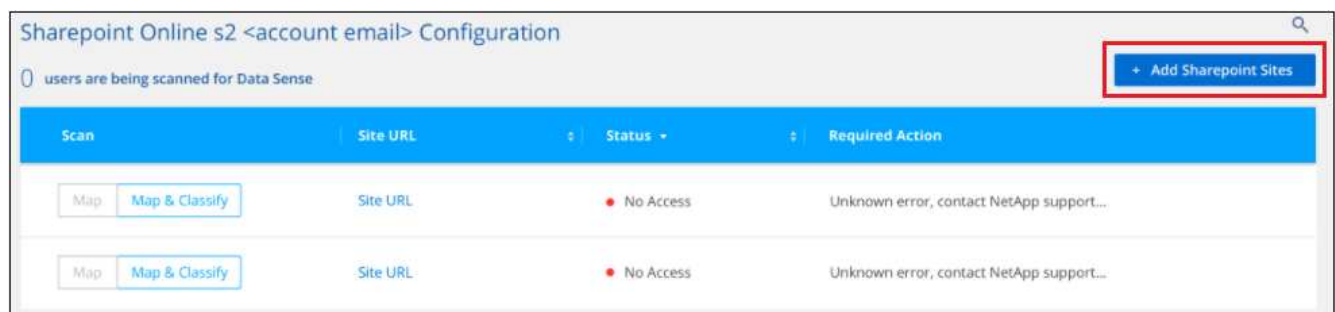 Sharepoint Online s2 <account email> Configuration
0 users are being scanned for Data Sense
+ Add Sharepoint Sites
Scan Site URL Status Required Action
Map Map & Classify Site URL No Access Unknown error, contact NetApp support...
Map Map & Classify Site URL No Access Unknown error, contact NetApp support...